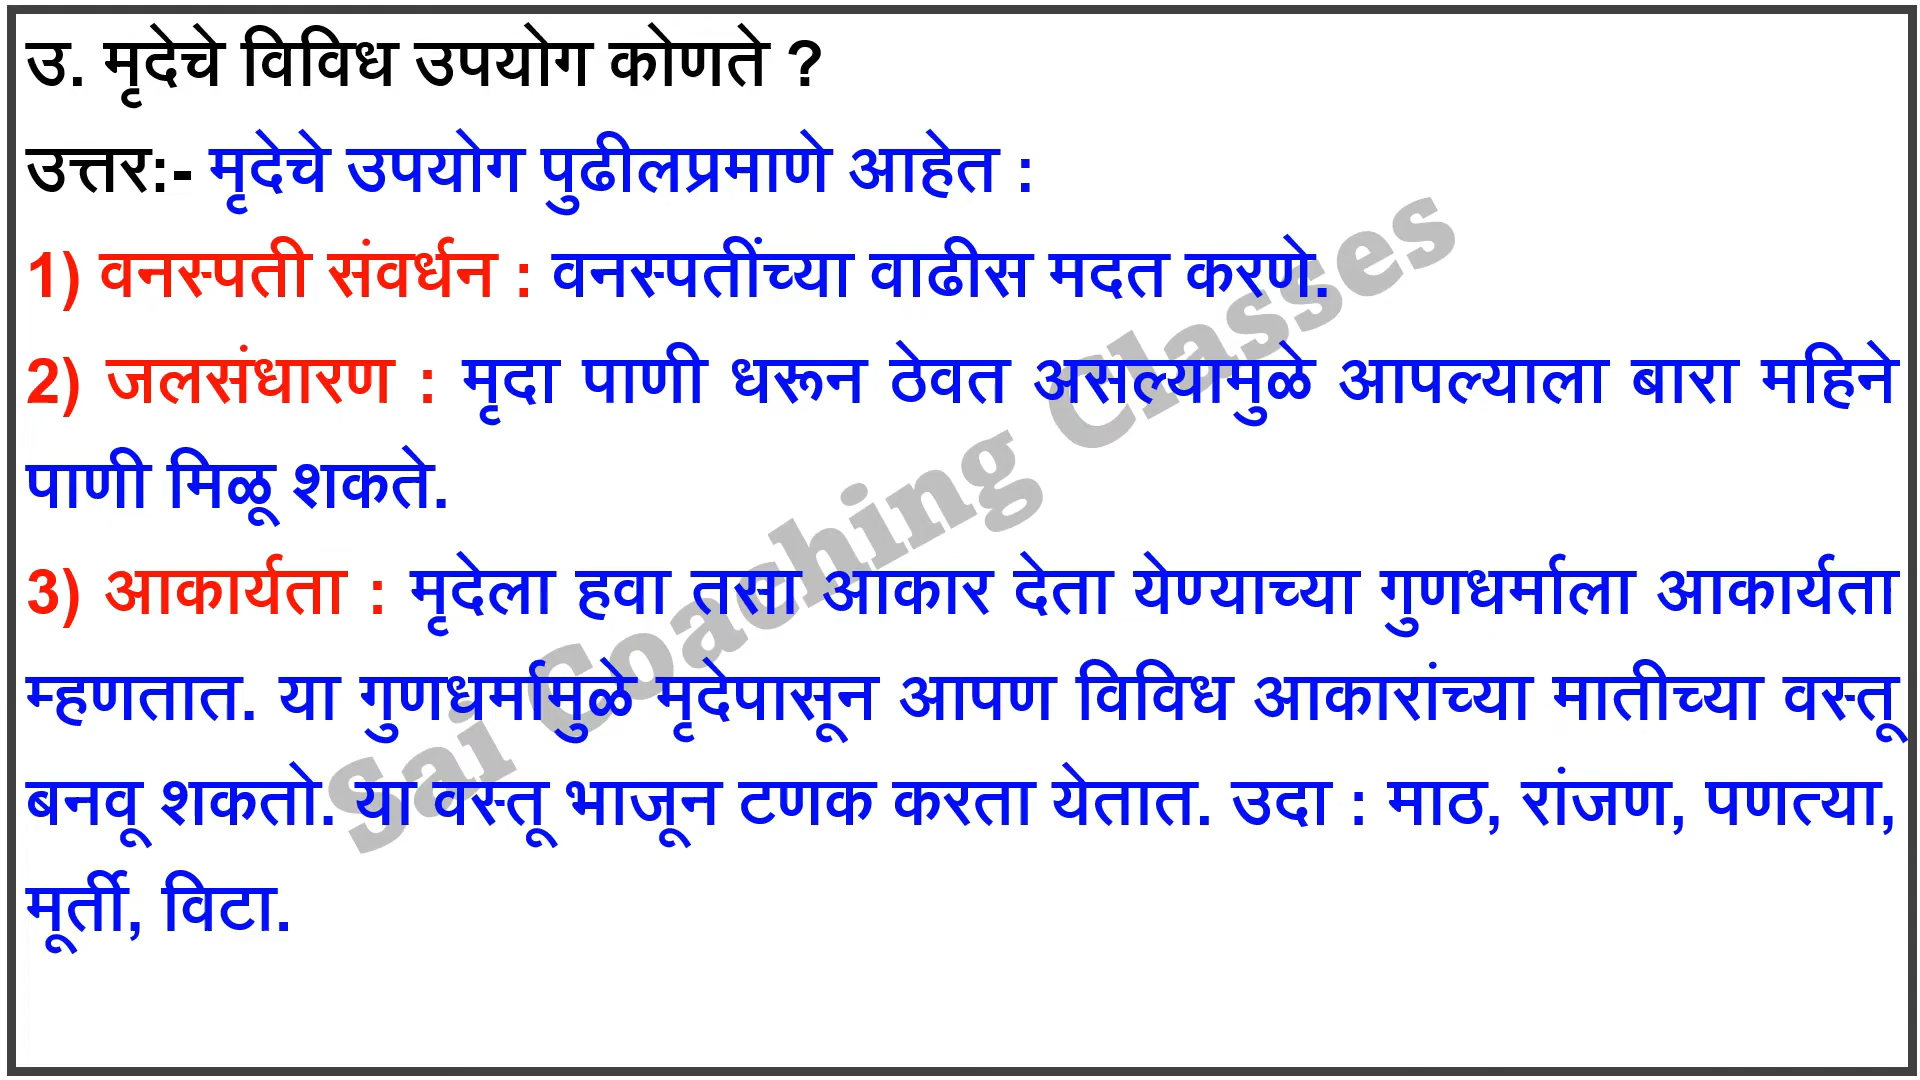 उ. मृदेचे विविध उपयोग कोणते ?
उत्तर:- मृदेचे उपयोग पुढीलप्रमाणे आहेत :
1) वनस्पती संवर्धन : वनस्पतींच्या वाढीस मदत करणे.
2) जलसंधारण : मृदा पाणी धरून ठेवत असल्यामुळे आपल्याला बारा महिने
पाणी मिळू शकते.
3) आकार्यता : मृदेला हवा तसा आकार देता येण्याच्या गुणधर्माला आकार्यता
म्हणतात. या गुणधर्मामुळे मृदेपासून आपण विविध आकारांच्या मातीच्या वस्तू
बनवू शकतो. या वस्तू भाजून टणक करता येतात. उदा : माठ, रांजण, पणत्या,
मूर्ती, विटा.
Sai Coaching Classes